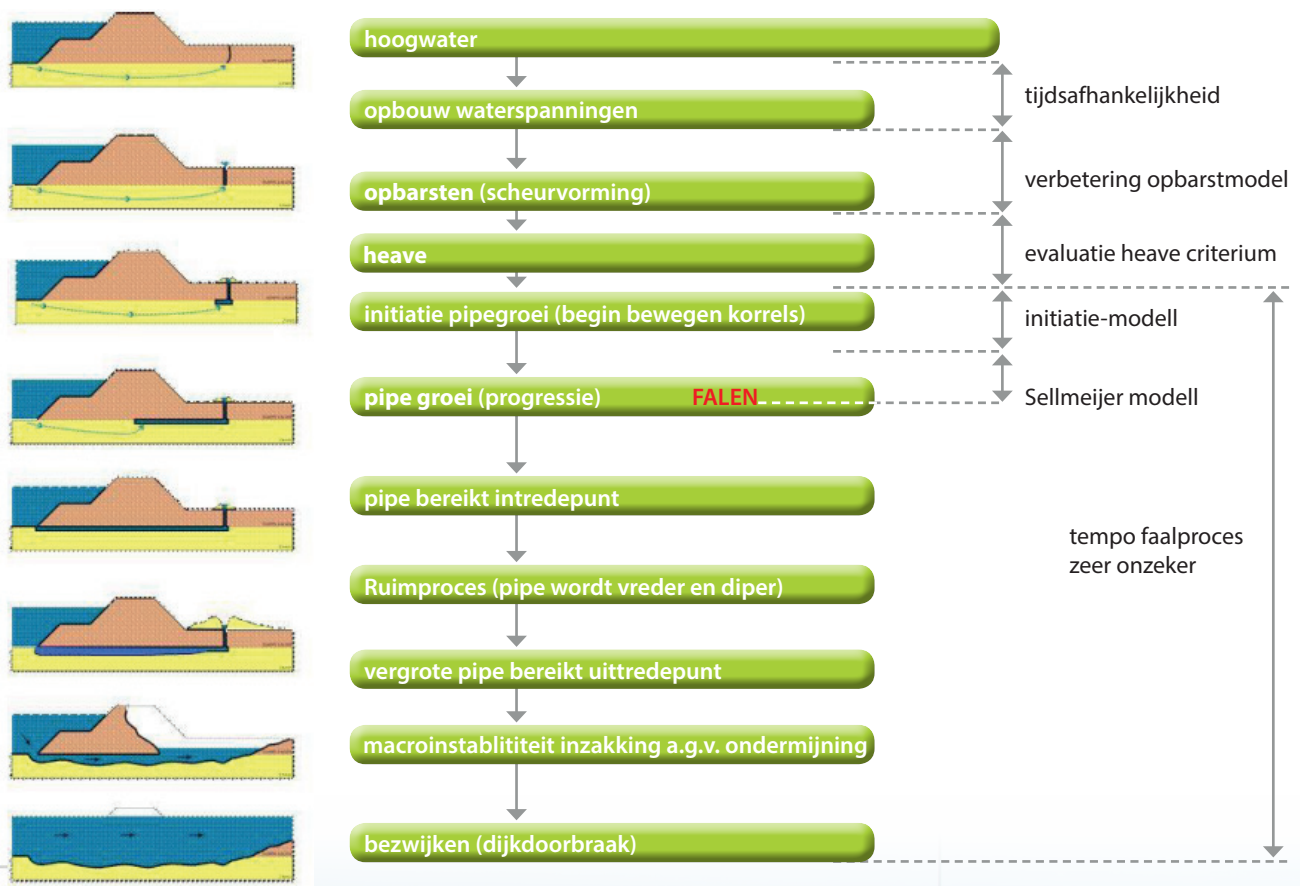 hoogwater
tijdsafhankelijkheid
opbouw waterspanningen
verbetering opbarstmodel
opbarsten (scheurvorming)
heave
evaluatie heave criterium
initiatie pipegroei (begin bewegen korrels)
initiatie-modell
pipe groei (progressie) FALEN
Sellmeijer modell
pipe bereikt intredepunt
tempo faalproces
zeer onzeker
Ruimproces (pipe wordt vreder en diper)
vergrote pipe bereikt uittredepunt
macroinstablititeit inzakking a.g.v. ondermijning
bezwijken (dijkdoorbraak)